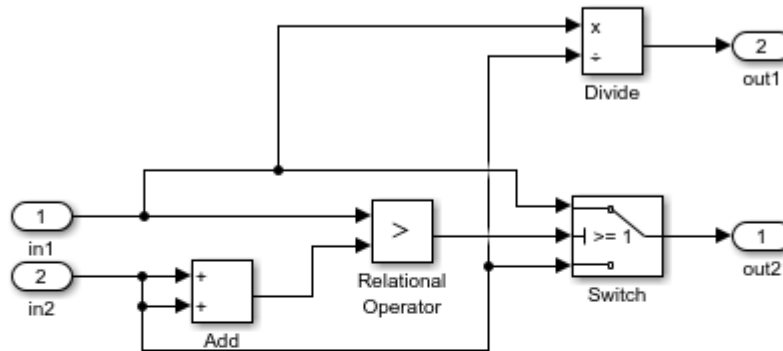 x
÷
Divide
2
out1
1
in1
>
Relational
Operator
>= 1
Switch
1
out2
2
in2
+
+
Add